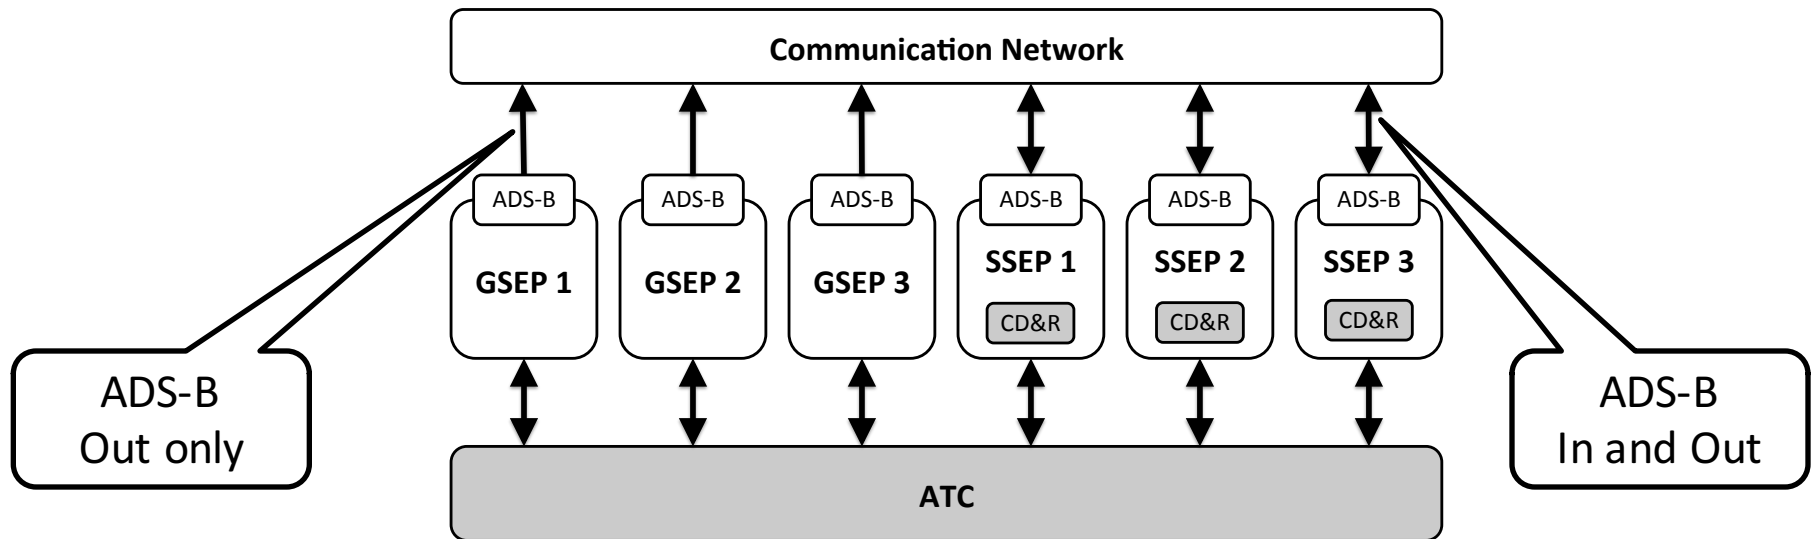 Communication Network
ADS-B
ADS-B
ADS-B
ADS-B
ADS-B
ADS-B
GSEP 1
GSEP 2
GSEP 3
SSEP 1
SSEP 2
SSEP 3
CD&R
CD&R
CD&R
ADS-B
Out only
ADS-B
In and Out
ATC